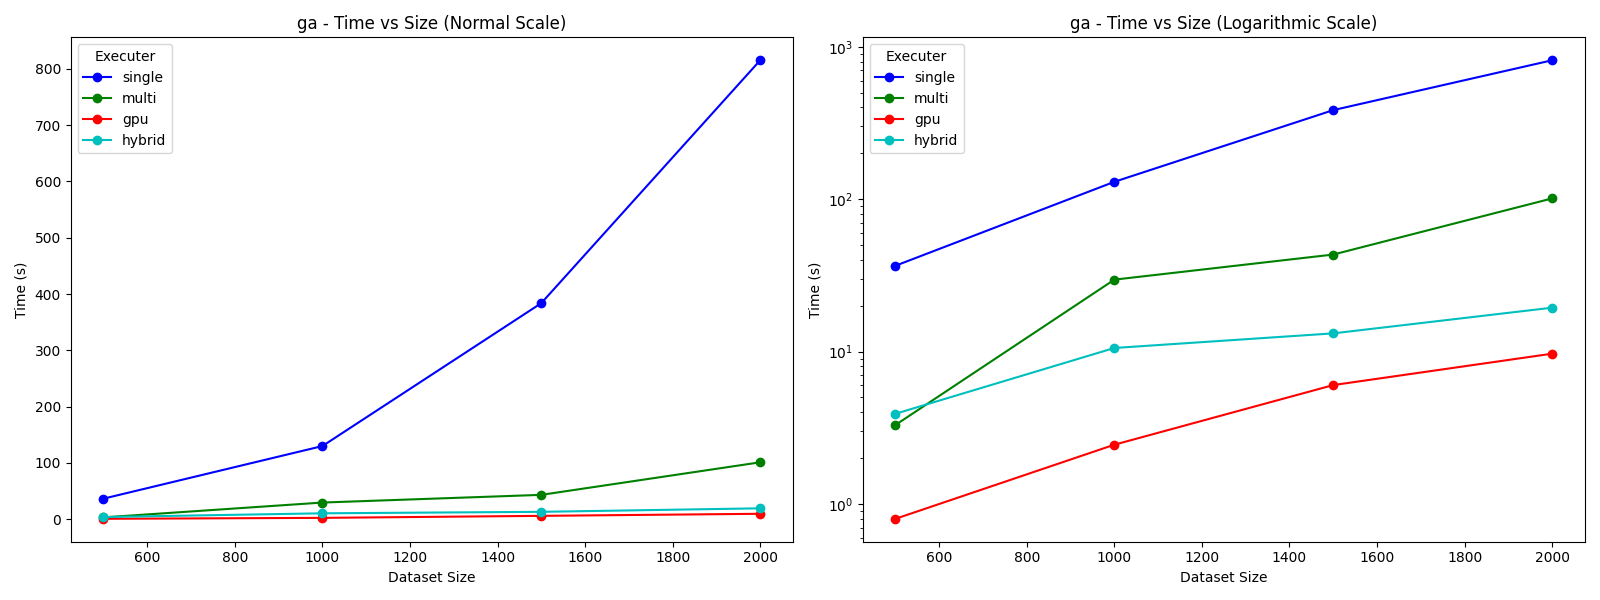 ga - Time vs Size (Normal Scale)
Executer
single
multi
gpu
hybrid
800
700
600
500
400
300
200
100
0
Time (s)
600 800 1000 1200 1400 1600 1800 2000
Dataset Size
ga - Time vs Size (Logarithmic Scale)
Executer
single
multi
gpu
hybrid
10³
10²
10¹
10⁰
Time (s)
600 800 1000 1200 1400 1600 1800 2000
Dataset Size